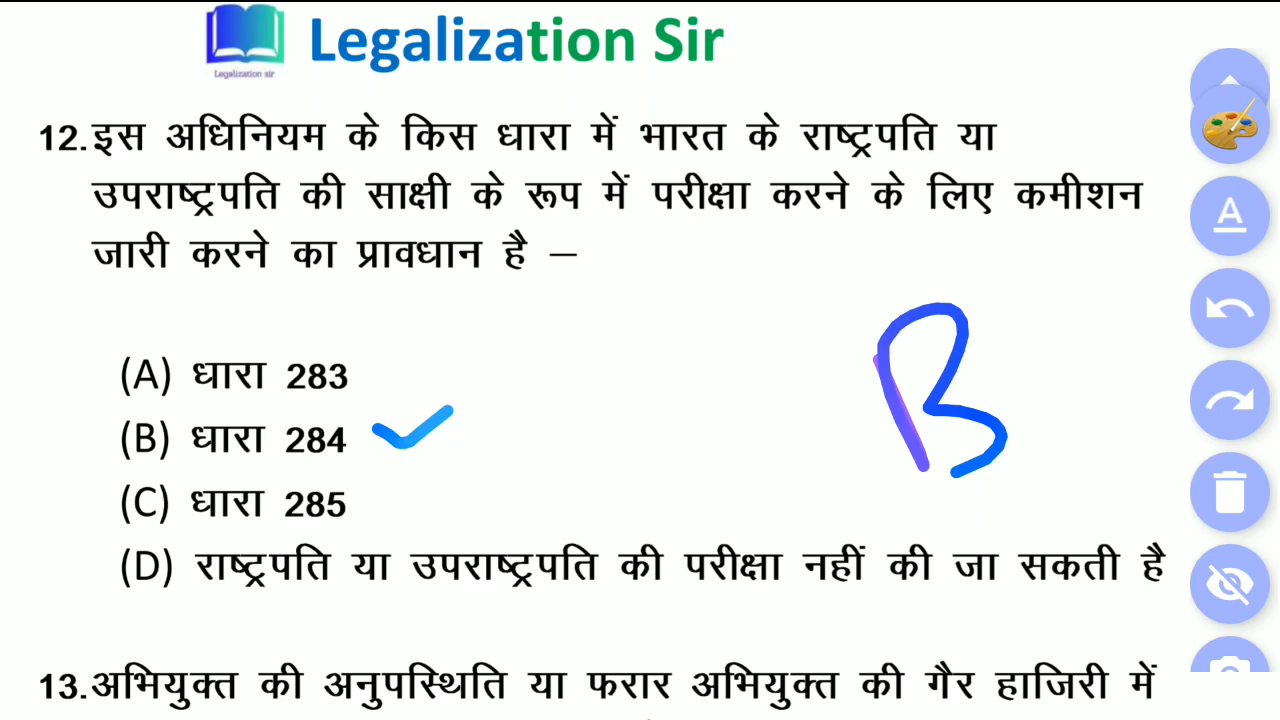 Legalization Sir
Legalization sir
12. इस अधिनियम के किस धारा में भारत के राष्ट्रपति या
उपराष्ट्रपति की साक्षी के रूप में परीक्षा करने के लिए कमीशन
जारी करने का प्रावधान है –
(A) धारा 283
(B) धारा 284
B
(C) धारा 285
(D) राष्ट्रपति या उपराष्ट्रपति की परीक्षा नहीं की जा सकती है
13. अभियुक्त की अनुपस्थिति या फरार अभियुक्त की गैर हाजिरी में
A